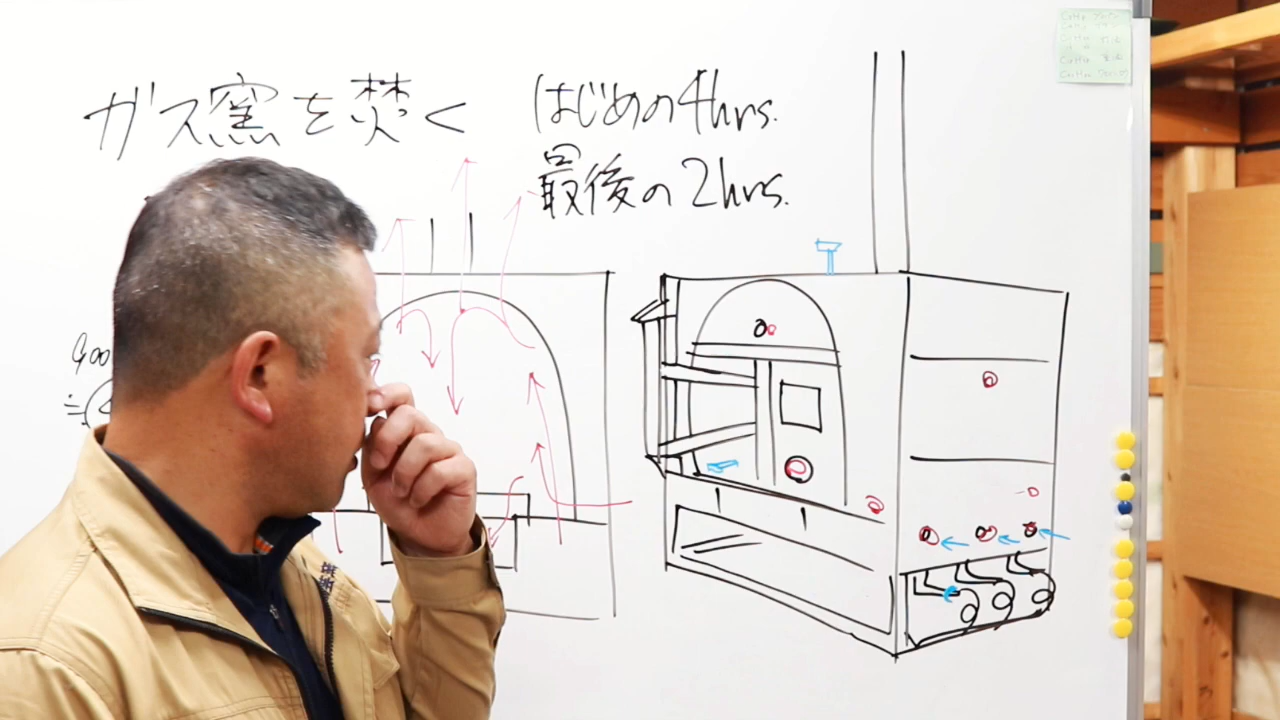 ガス窯を焚く
はじめの4hrs.
最後の2hrs.
900
≒